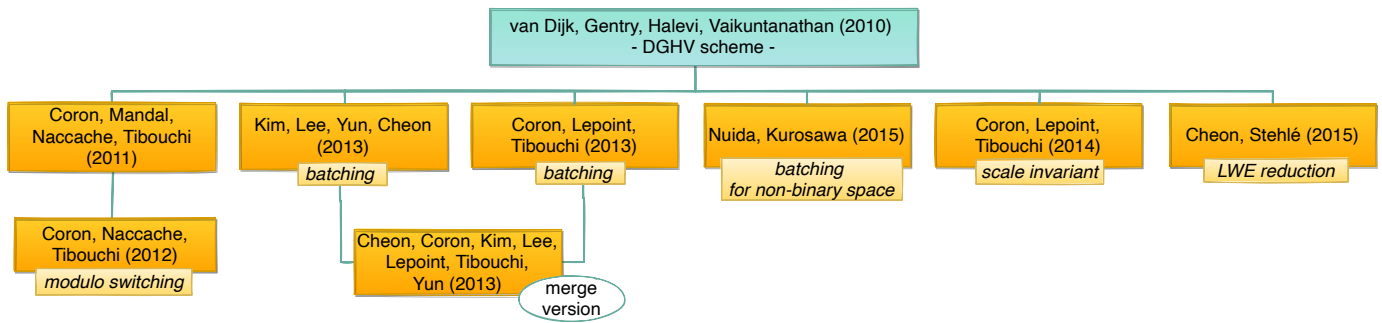 van Dijk, Gentry, Halevi, Vaikuntanathan (2010)
- DGHV scheme -
Coron, Mandal,
Naccache, Tibouchi
(2011)
Kim, Lee, Yun, Cheon
(2013)
batching
Coron, Lepoint,
Tibouchi (2013)
batching
Nuida, Kurosawa (2015)
batching
for non-binary space
Coron, Lepoint,
Tibouchi (2014)
scale invariant
Cheon, Stehlé (2015)
LWE reduction
Coron, Naccache,
Tibouchi (2012)
modulo switching
Cheon, Coron, Kim, Lee,
Lepoint, Tibouchi,
Yun (2013)
merge
version